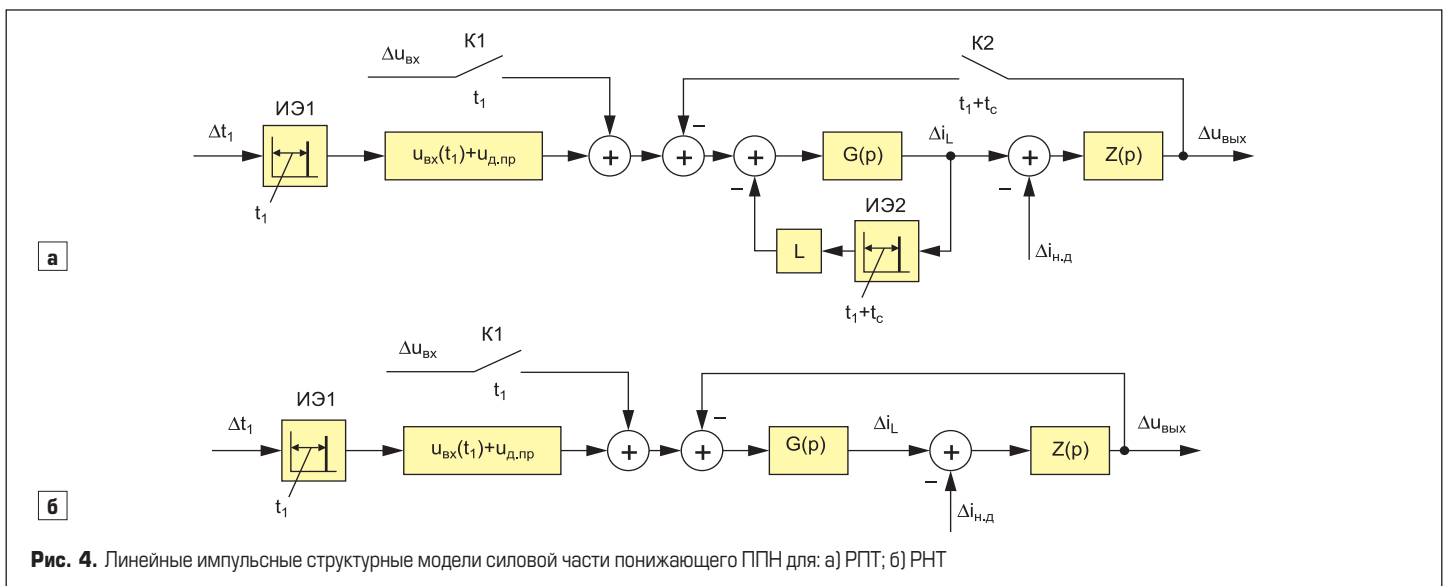 К1
К2
Δuвх
t₁
t₁+tс
ИЭ1
Δt₁
uвх(t₁)+uд.пр
+
–
+
–
+
G(p)
ΔiL
+
–
Z(p)
Δuвых
t₁
ИЭ2
L
Δiн.д
t₁+tс
а
К1
Δuвх
t₁
ИЭ1
Δt₁
uвх(t₁)+uд.пр
+
–
+
G(p)
ΔiL
+
–
Z(p)
Δuвых
t₁
Δiн.д
б
Рис. 4. Линейные импульсные структурные модели силовой части понижающего ППН для: а) РПТ; б) РНТ